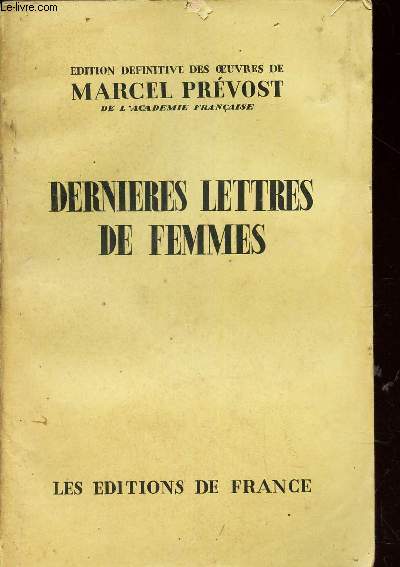 Le-livre.com
EDITION DEFINITIVE DES ŒUVRES DE
MARCEL PRÉVOST
DE L'ACADEMIE FRANÇAISE
DERNIERES LETTRES
DE FEMMES
LES EDITIONS DE FRANCE